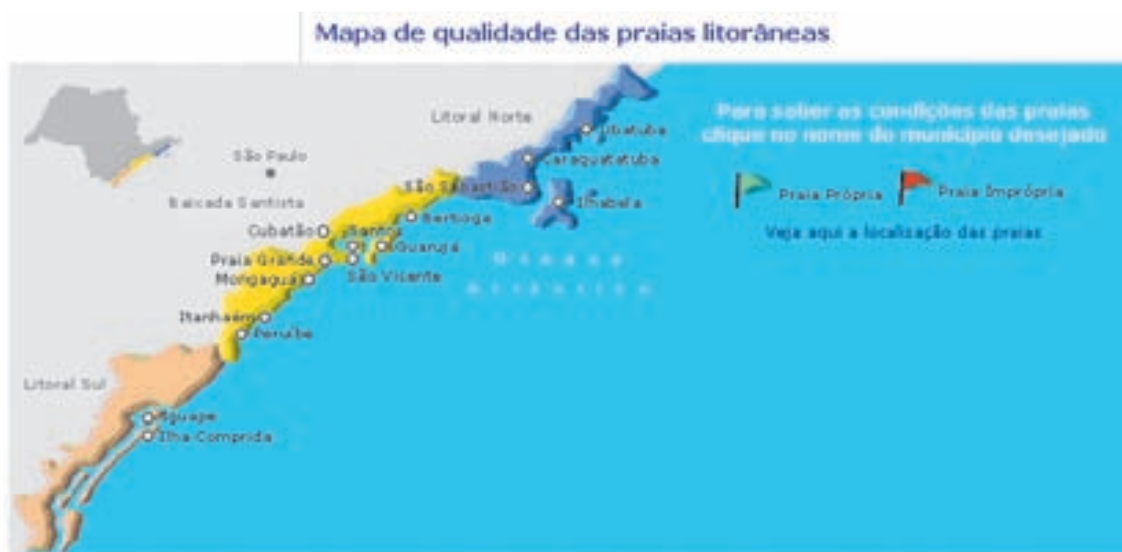 Mapa de qualidade das praias litorâneas
Para saber as condições das praias
clique no nome do município desejado
Praia Própria
Praia Imprópria
Veja aqui a localização das praias
Litoral Norte
Ubatuba
Caraguatatuba
São Paulo
São Sebastião
Ilhabela
Baixada Santista
Bertioga
Cubatão
Santos
Guarujá
Praia Grande
São Vicente
Mongaguá
Oceano
Atlântico
Itanhaém
Peruíbe
Litoral Sul
Iguape
Ilha Comprida